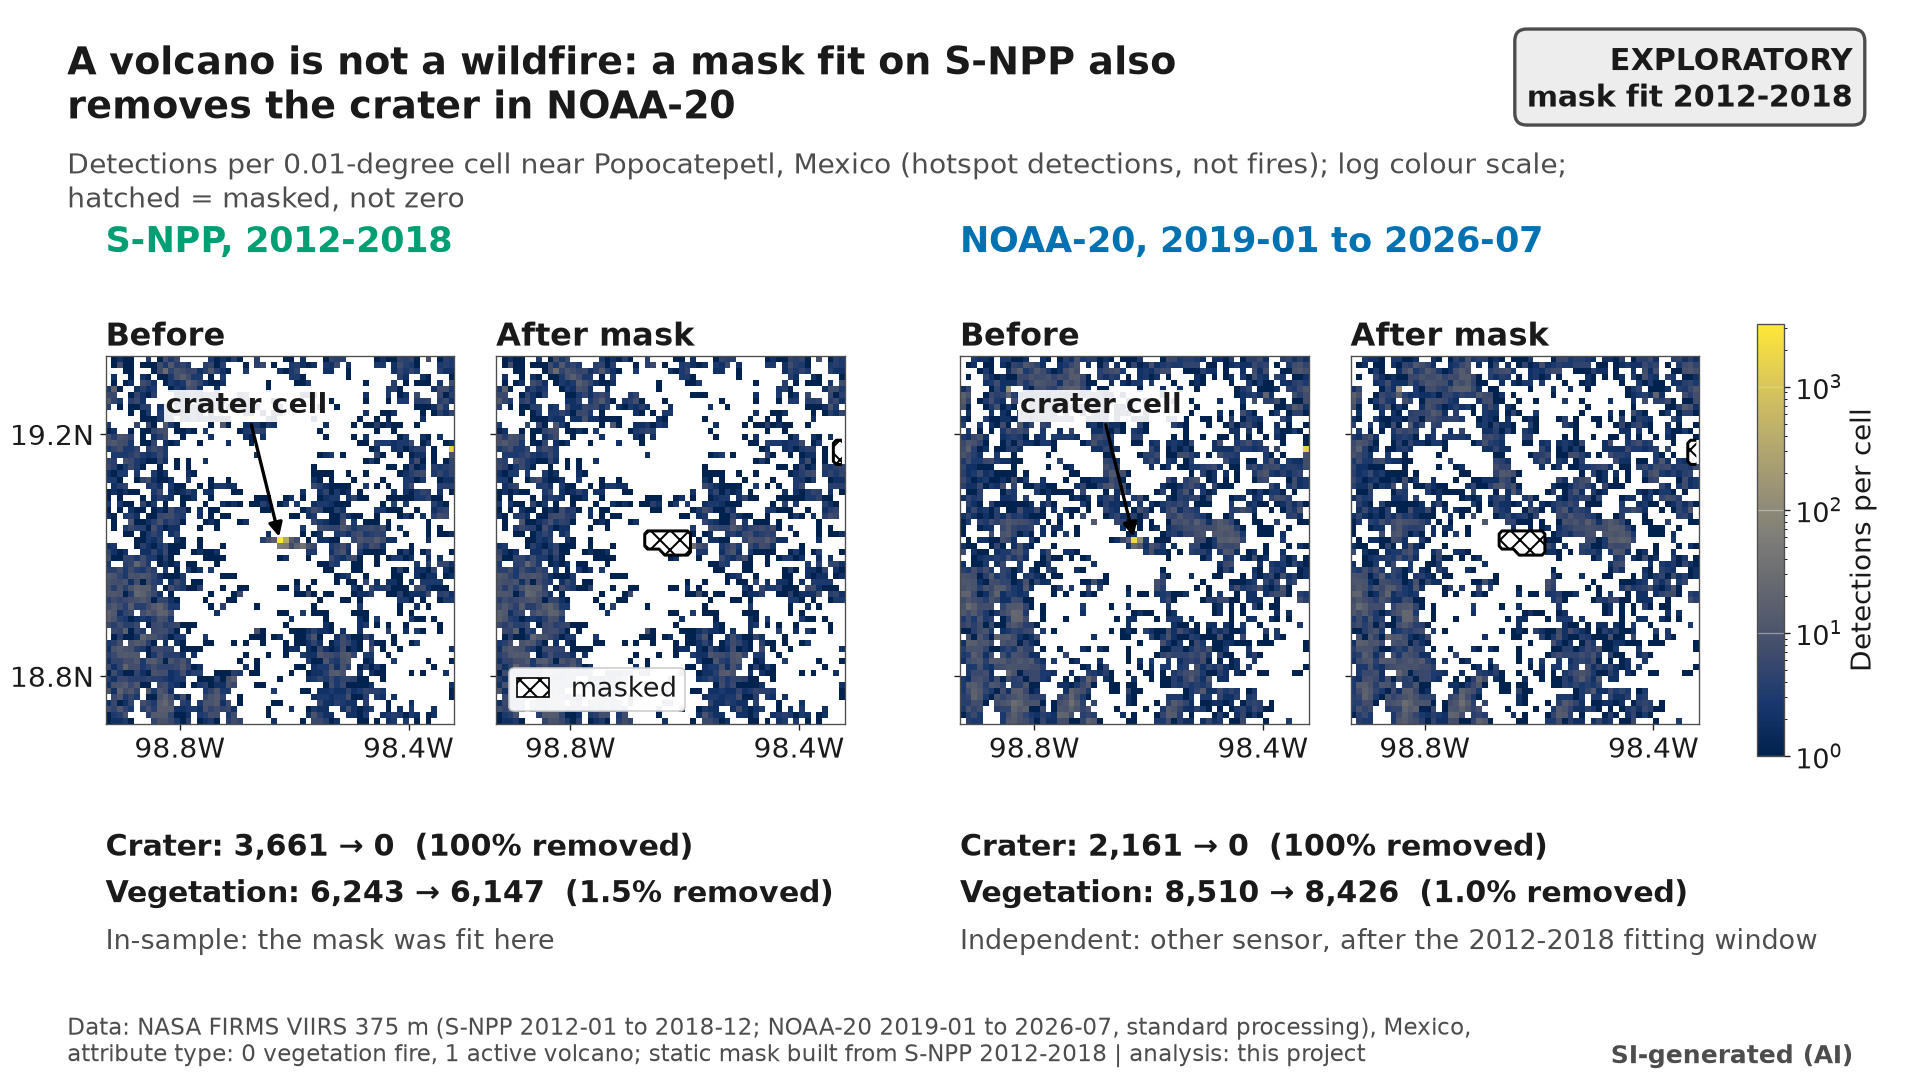 A volcano is not a wildfire: a mask fit on S-NPP also
removes the crater in NOAA-20
EXPLORATORY
mask fit 2012-2018
Detections per 0.01-degree cell near Popocatepetl, Mexico (hotspot detections, not fires); log colour scale;
hatched = masked, not zero
S-NPP, 2012-2018
NOAA-20, 2019-01 to 2026-07
Before
After mask
Before
After mask
crater cell
crater cell
19.2N
18.8N
masked
98.8W
98.4W
98.8W
98.4W
98.8W
98.4W
98.8W
98.4W
10³
10²
10¹
10⁰
Detections per cell
Crater: 3,661 → 0 (100% removed)
Vegetation: 6,243 → 6,147 (1.5% removed)
In-sample: the mask was fit here
Crater: 2,161 → 0 (100% removed)
Vegetation: 8,510 → 8,426 (1.0% removed)
Independent: other sensor, after the 2012-2018 fitting window
Data: NASA FIRMS VIIRS 375 m (S-NPP 2012-01 to 2018-12; NOAA-20 2019-01 to 2026-07, standard processing), Mexico,
attribute type: 0 vegetation fire, 1 active volcano; static mask built from S-NPP 2012-2018 | analysis: this project
SI-generated (AI)